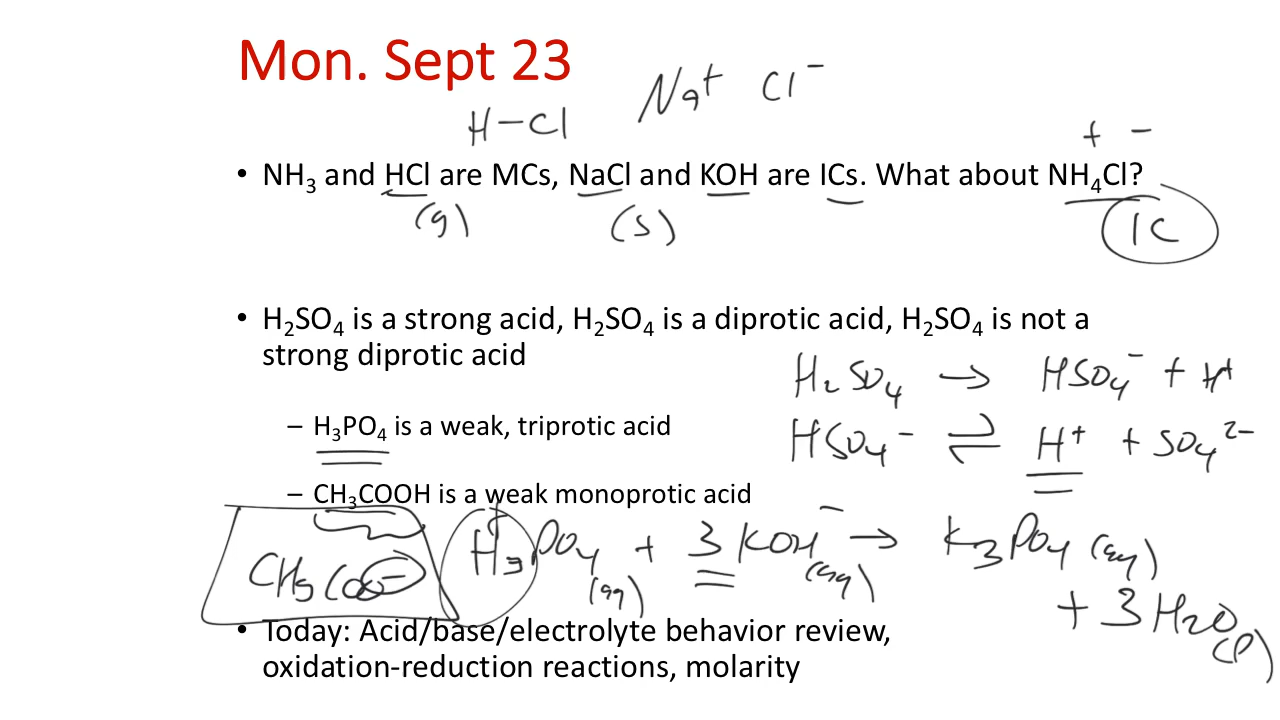 Mon. Sept 23
Na⁺ Cl⁻
H-Cl
+ −
• NH₃ and HCl are MCs, NaCl and KOH are ICs. What about NH₄Cl?
(g) (s) IC
• H₂SO₄ is a strong acid, H₂SO₄ is a diprotic acid, H₂SO₄ is not a
strong diprotic acid
H₂SO₄ → HSO₄⁻ + H⁺
– H₃PO₄ is a weak, triprotic acid
HSO₄⁻ ⇌ H⁺ + SO₄²⁻
– CH₃COOH is a weak monoprotic acid
H₃PO₄ (aq) + 3 KOH (aq) → K₃PO₄ (aq)
CH₃COO⁻
+ 3 H₂O (l)
• Today: Acid/base/electrolyte behavior review,
oxidation-reduction reactions, molarity